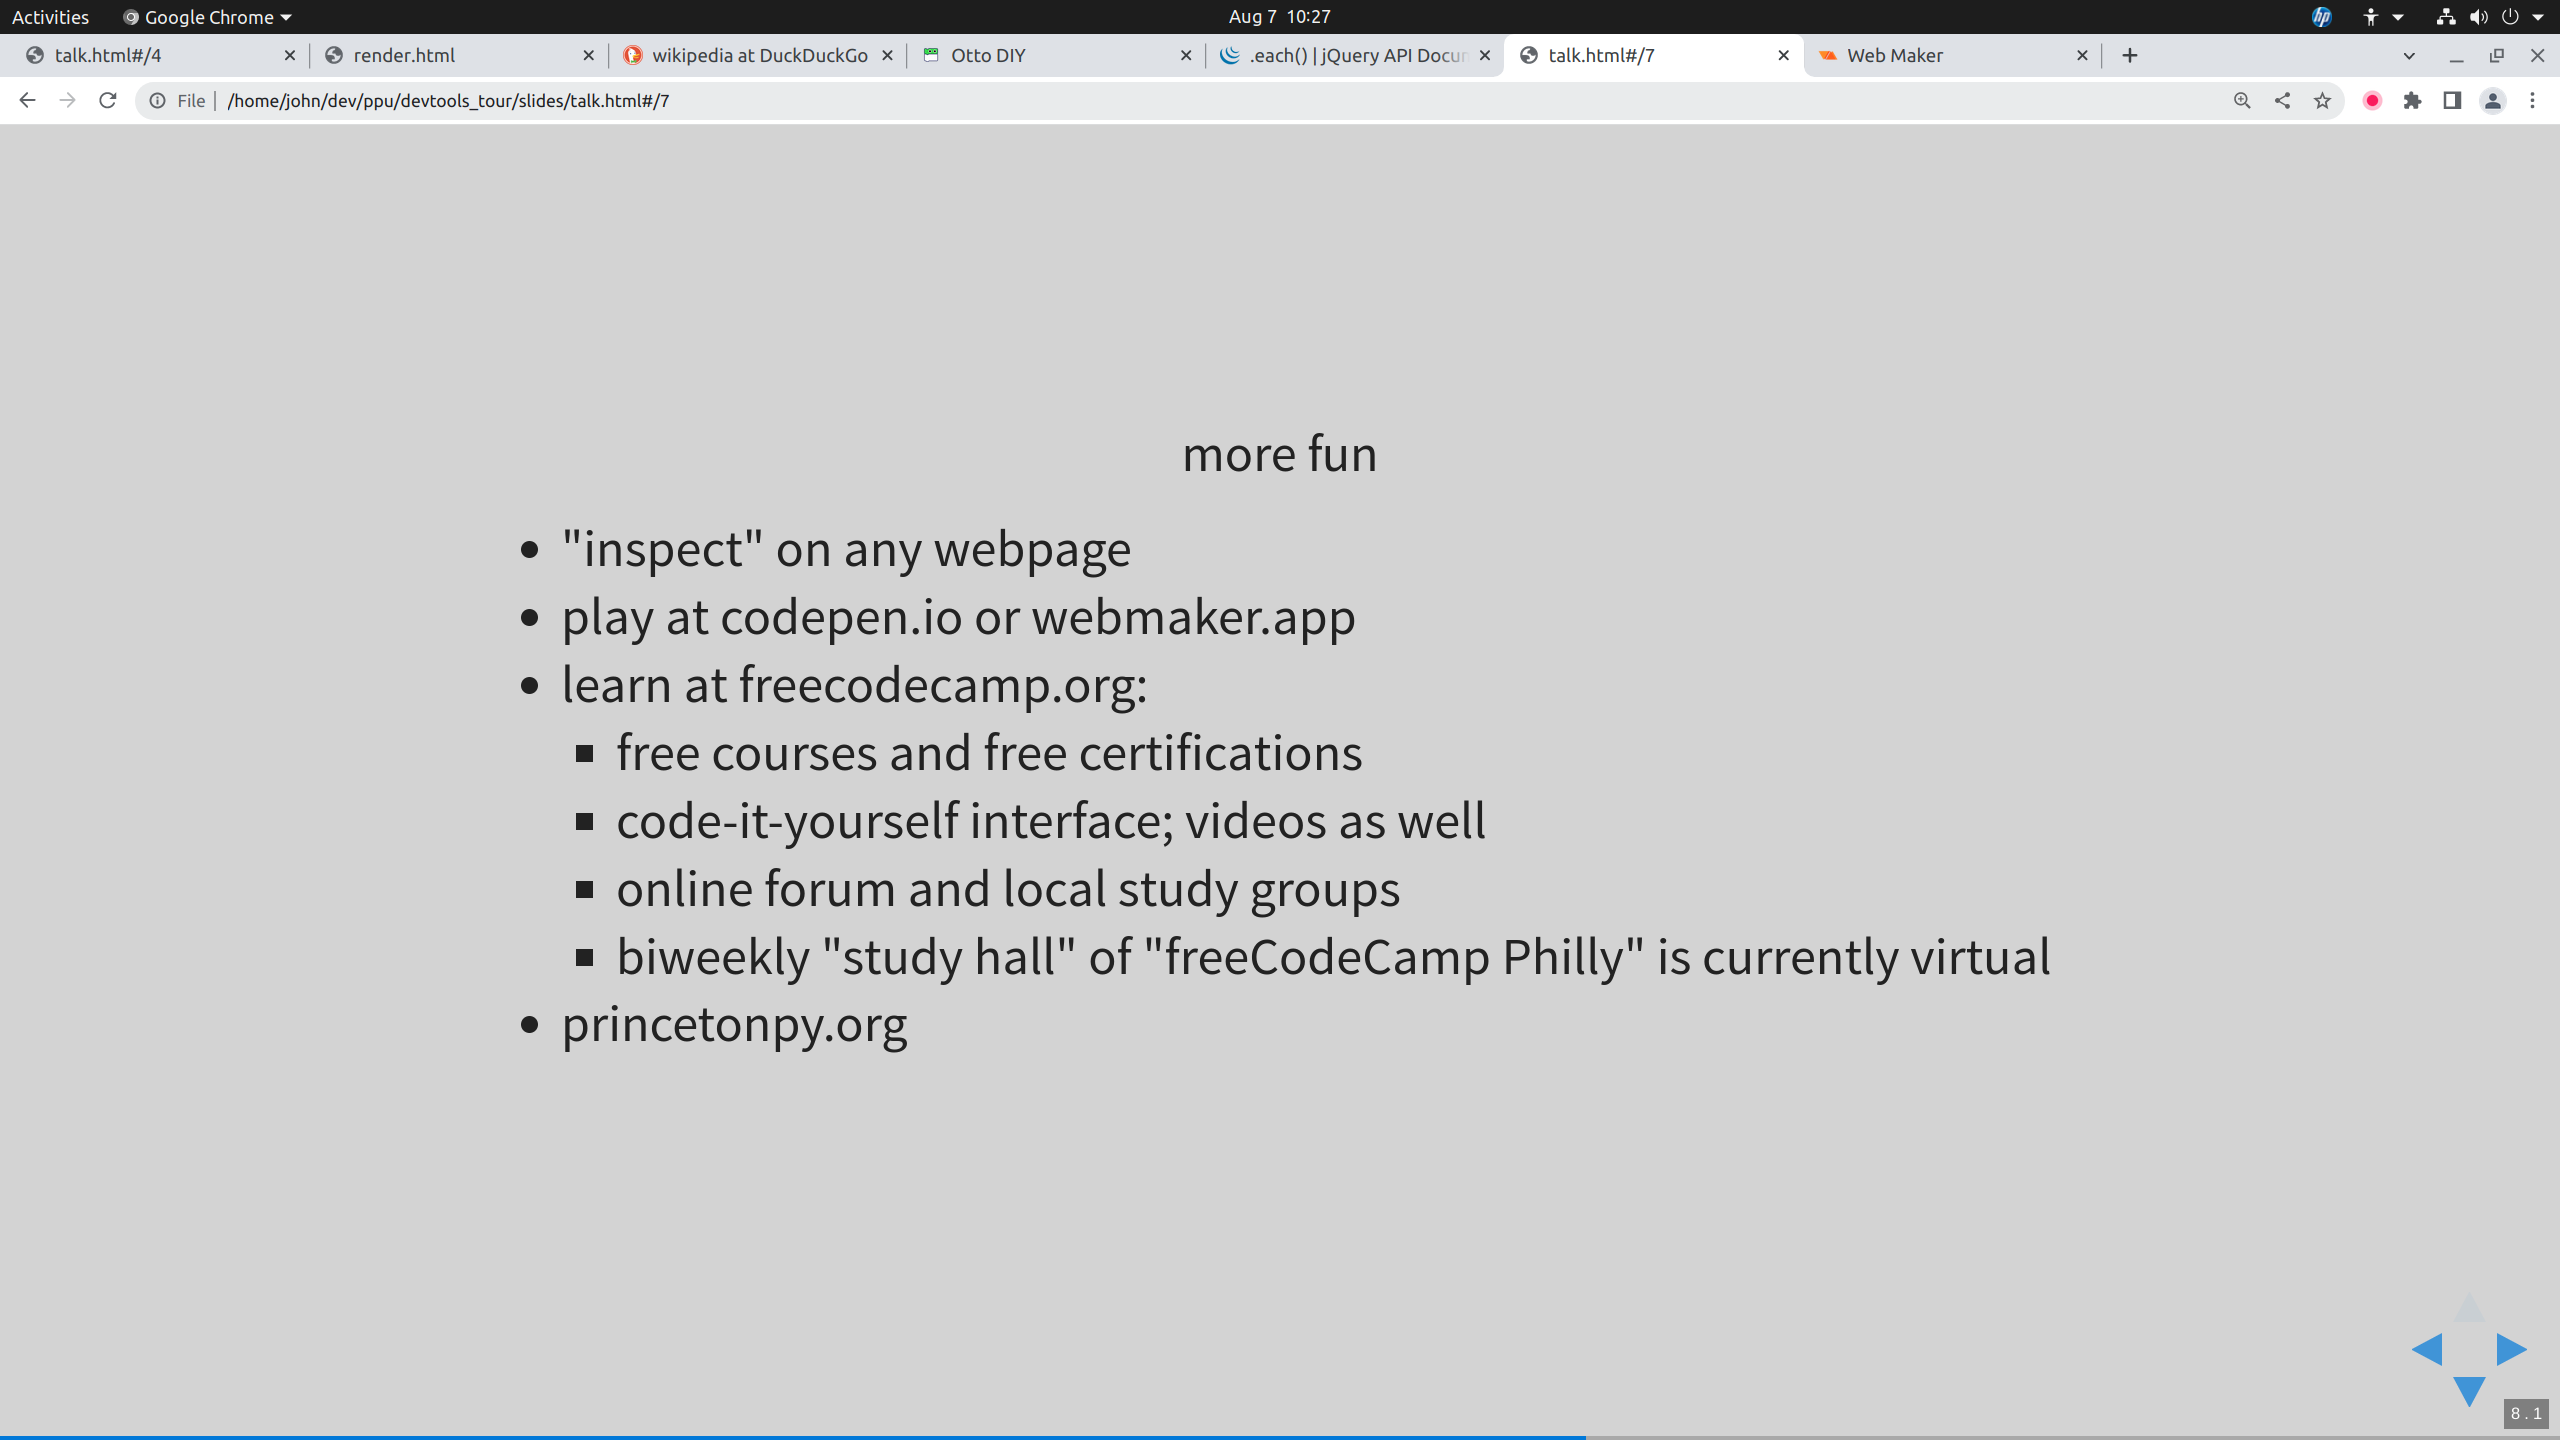 Activities Google Chrome Aug 7 10:27
talk.html#/4 render.html wikipedia at DuckDuckGo Otto DIY .each() | jQuery API Docu talk.html#/7 Web Maker
File /home/john/dev/ppu/devtools_tour/slides/talk.html#/7
more fun
"inspect" on any webpage
play at codepen.io or webmaker.app
learn at freecodecamp.org:
free courses and free certifications
code-it-yourself interface; videos as well
online forum and local study groups
biweekly "study hall" of "freeCodeCamp Philly" is currently virtual
princetonpy.org
8.1